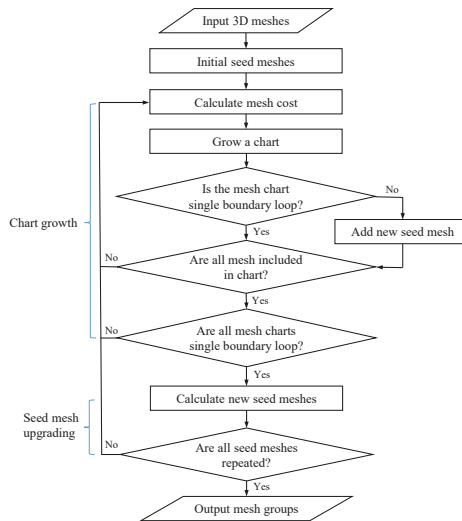 Input 3D meshes
Initial seed meshes
Calculate mesh cost
Grow a chart
Is the mesh chart
single boundary loop?
No
Yes
Add new seed mesh
Chart growth
Are all mesh included
in chart?
No
Yes
Are all mesh charts
single boundary loop?
No
Yes
Calculate new seed meshes
Seed mesh
upgrading
Are all seed meshes
repeated?
No
Yes
Output mesh groups